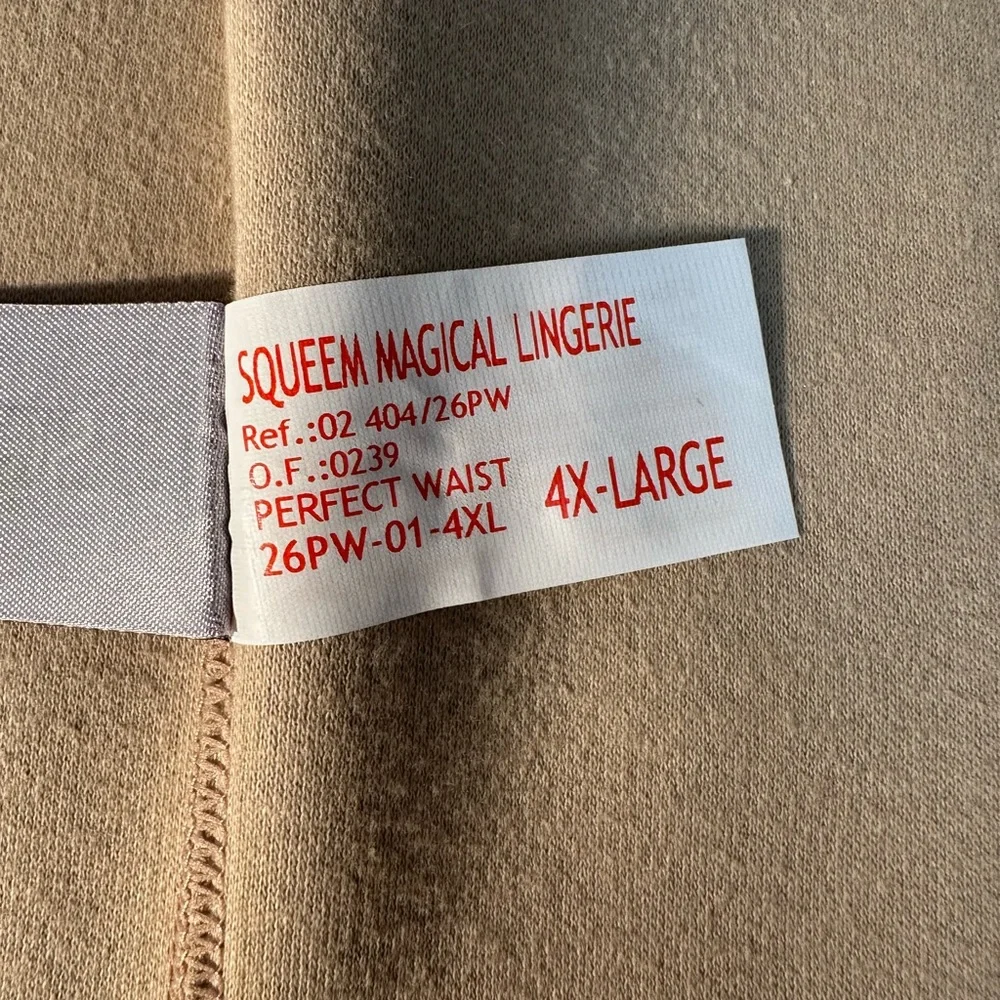 SQUEEM MAGICAL LINGERIE
Ref.:02 404/26PW
O.F.:0239
PERFECT WAIST 4X-LARGE
26PW-01-4XL